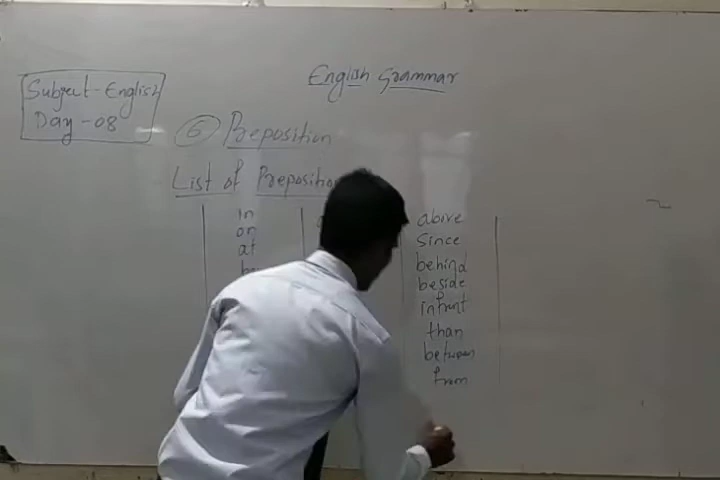 English Grammar
Subject - English
Day - 08
6 Preposition
List of Preposition
in
on
at
above
since
behind
beside
infront
than
between
from